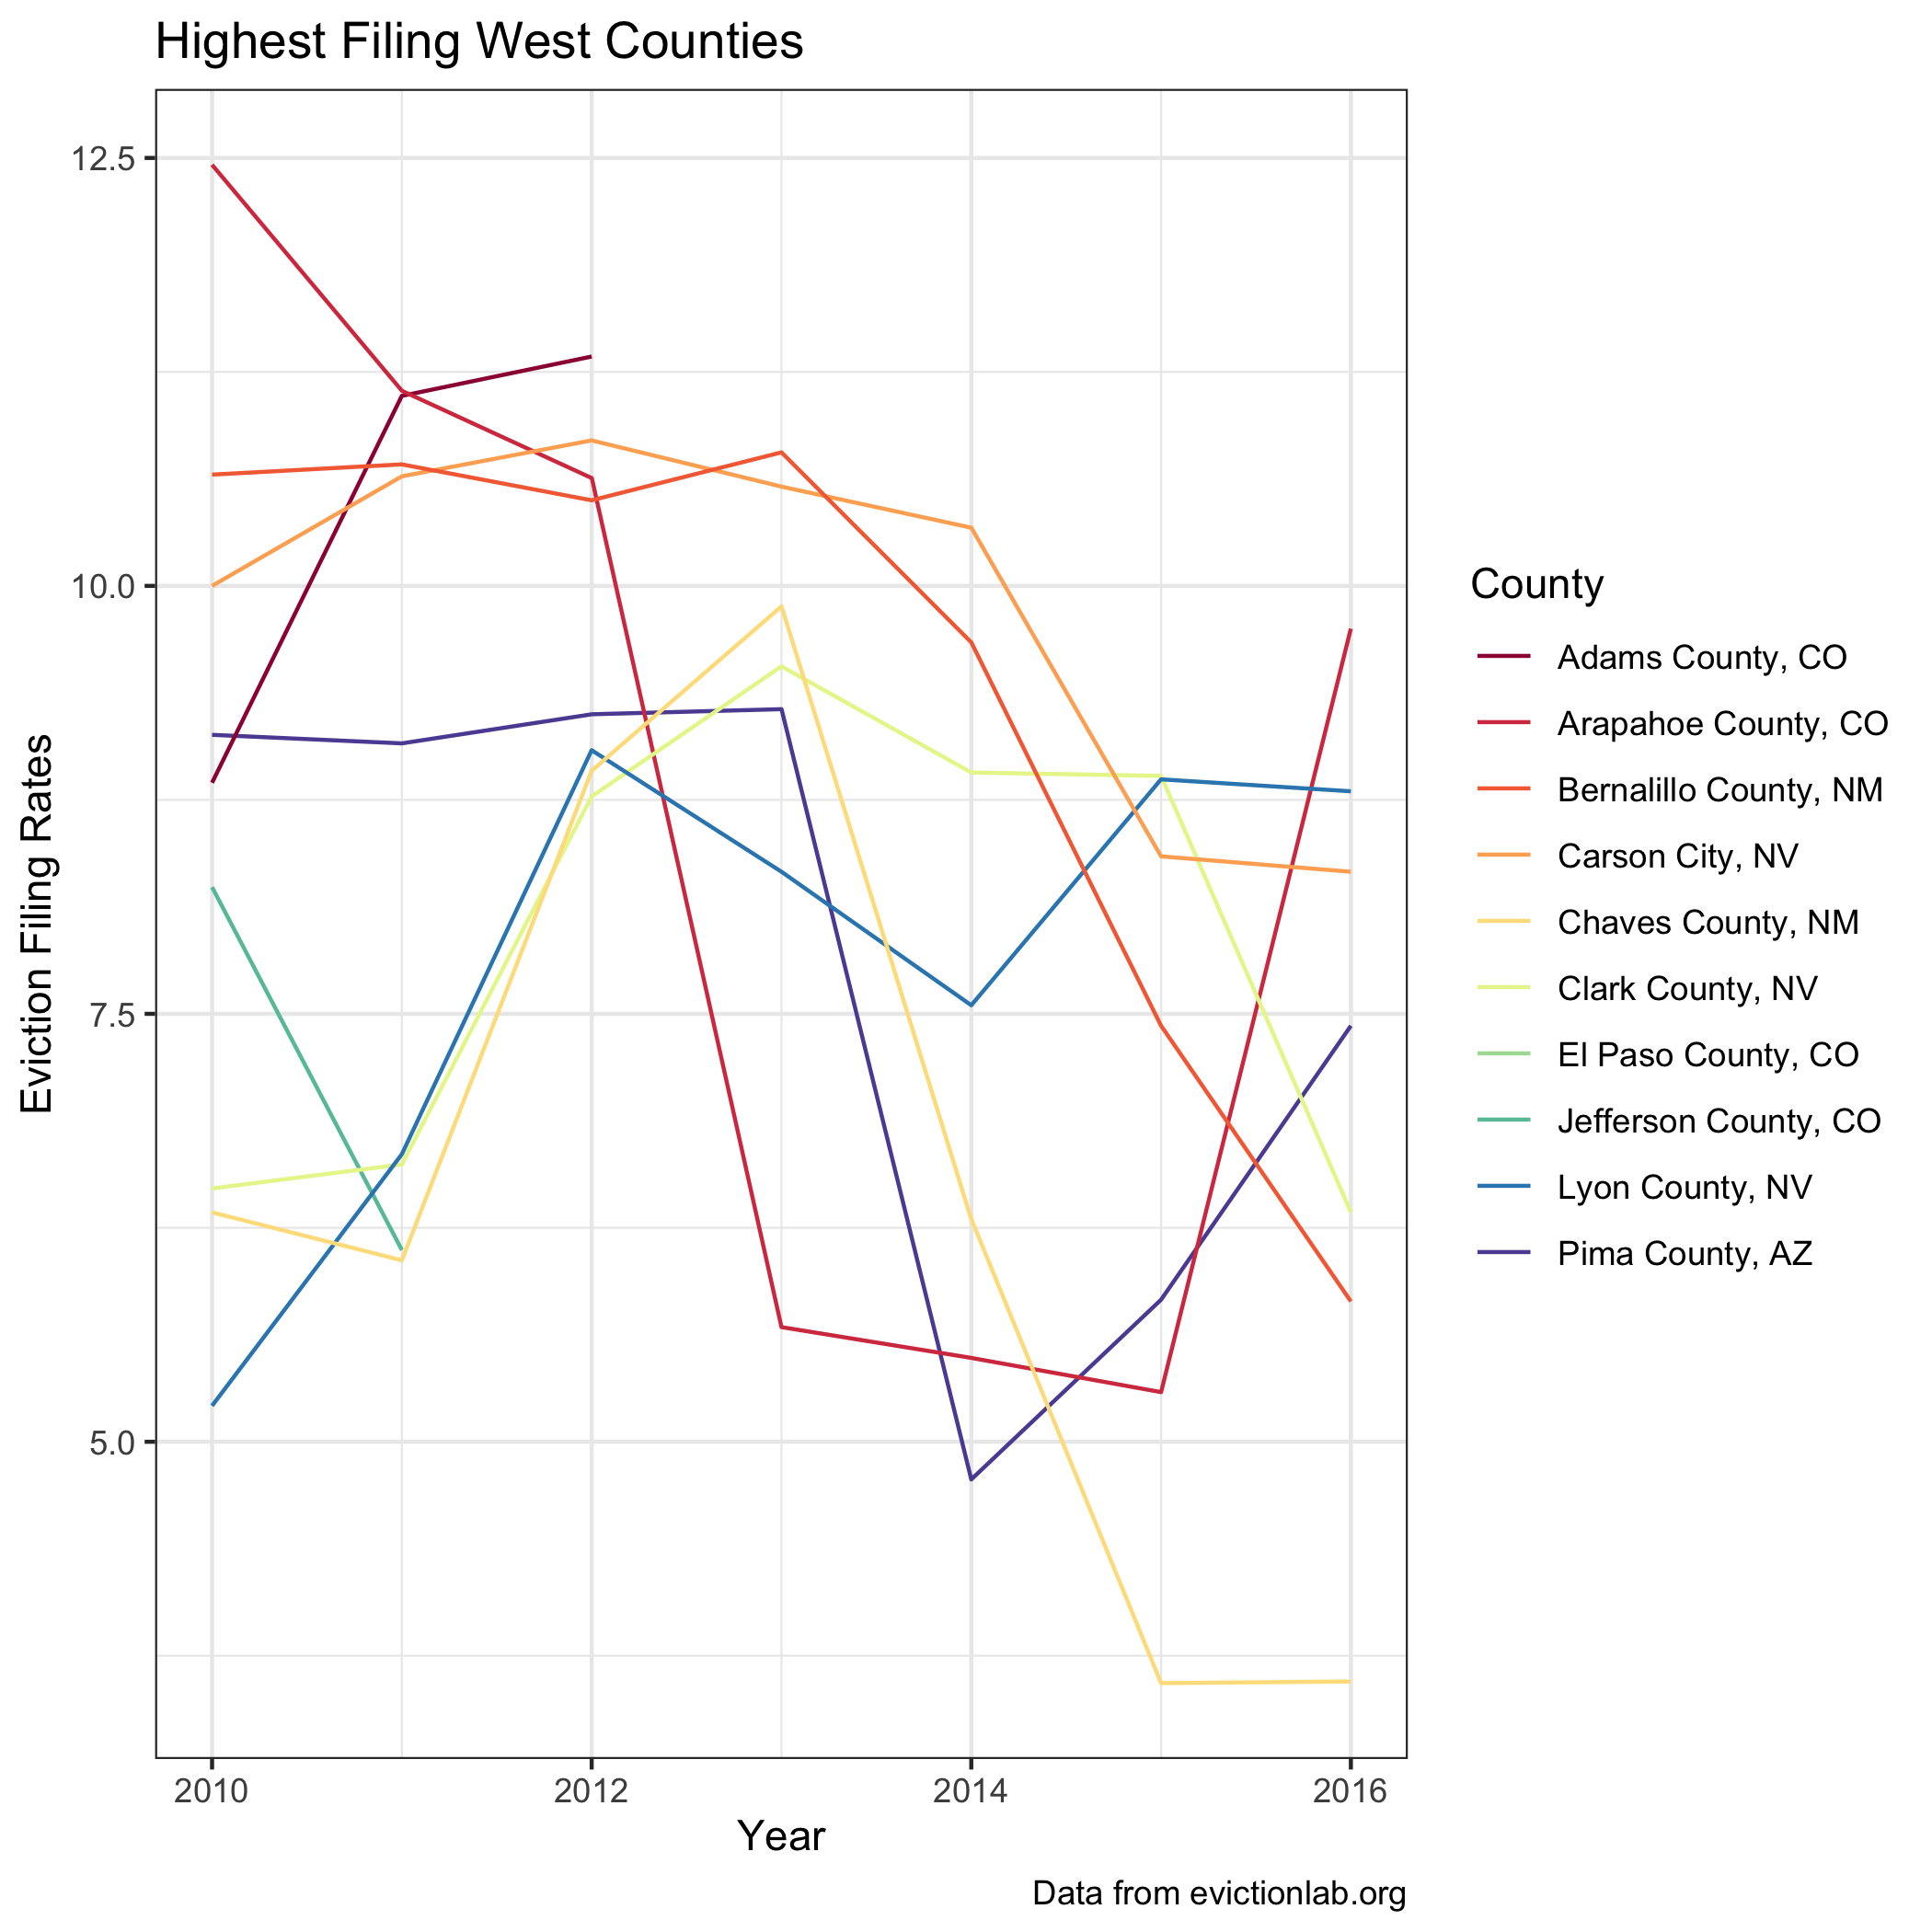 Highest Filing West Counties
12.5
10.0
7.5
5.0
Eviction Filing Rates
2010 2012 2014 2016
Year
Data from evictionlab.org
County
Adams County, CO
Arapahoe County, CO
Bernalillo County, NM
Carson City, NV
Chaves County, NM
Clark County, NV
El Paso County, CO
Jefferson County, CO
Lyon County, NV
Pima County, AZ